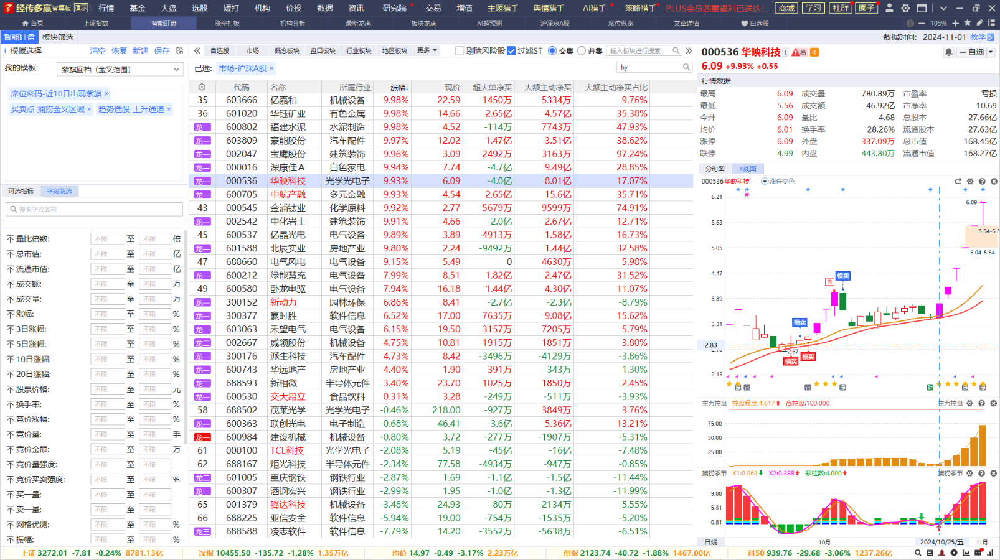 经传多赢 智尊版 演示 行情 基金 大盘 选股 短打 机构 价投 数据 资讯 研究院 交易 增值 主题猎手 舆情猎手 AI猎手 策略猎手 PLUS会员四重福利已送达! 商城 学习 社群 圈子
首页 上证指数 智能盯盘 涨停打板 机构分析 最新龙虎 板块龙虎 AI超预期 沪深京A股 席位纵览 文章详情 自选股 105%
智能盯盘 板块筛选 数据时间: 2024-11-01 教学
模板选择 清空 恢复 新建 保存
我的模板: 紫旗回档（金叉范围）
席位密码-近10日出现紫旗 ×
买卖点-捕捞金叉区域 × 趋势选股-上升通道 ×
可选指标 字段筛选
搜索字段名称
不 量比倍数: 不限 至 不限 倍
不 总市值: 不限 至 不限 亿
不 流通市值: 不限 至 不限 亿
不 成交额: 不限 至 不限 万
不 成交量: 不限 至 不限 万
不 涨幅: 不限 至 不限 %
不 3日涨幅: 不限 至 不限 %
不 5日涨幅: 不限 至 不限 %
不 10日涨幅: 不限 至 不限 %
不 20日涨幅: 不限 至 不限 %
不 股票价格: 不限 至 不限 元
不 换手率: 不限 至 不限 %
不 竞价涨幅: 不限 至 不限 %
不 竞价量: 不限 至 不限 手
不 竞价金额: 不限 至 不限 万
不 竞价量强度: 不限 至 不限
不 竞价买卖强度: 不限 至 不限 %
不 买一量: 不限 至 不限
不 卖一量: 不限 至 不限
不 网格优测: 不限 至 不限 %
不 振幅: 不限 至 不限 %
自选股 市场 概念板块 盘口板块 行业板块 地区板块 更多 剔除风险股 过滤ST 交集 并集 输入板块进行搜索
已选: 市场-沪深A股 × hy
代码 名称 所属行业 涨幅↓ 现价 超大单净买 大额主动净买 大额主动净买占比
35 603666 亿嘉和 机械设备 9.98% 22.59 1450万 5334万 9.76%
36 601020 华钰矿业 有色金属 9.98% 14.66 2.65亿 4.57亿 35.38%
龙一 600802 福建水泥 水泥制造 9.98% 4.52 -114万 7743万 47.93%
龙一 603809 豪能股份 汽车配件 9.97% 12.02 1.47亿 3.51亿 38.62%
龙一 002047 宝鹰股份 建筑装饰 9.96% 3.09 2492万 3163万 97.24%
龙一 000016 深康佳A 白色家电 9.94% 7.74 -4.7亿 9.49亿 28.85%
龙一 000536 华映科技 光学光电子 9.93% 6.09 -4.0亿 8.01亿 17.07%
龙一 600705 中航产融 多元金融 9.93% 4.54 2.65亿 15.6亿 35.71%
43 000545 金浦钛业 化学原料 9.92% 2.77 5679万 9599万 74.91%
龙一 002542 中化岩土 建筑装饰 9.91% 4.66 -2.0亿 2.67亿 12.71%
45 600537 亿晶光电 电气设备 9.89% 3.89 4913万 1.58亿 16.73%
龙一 601588 北辰实业 房地产业 9.80% 2.24 -9492万 1.44亿 32.58%
47 688660 电气风电 电气设备 9.15% 5.49 0 4630万 5.98%
龙一 600212 绿能慧充 电气设备 7.99% 8.51 1.82亿 2.47亿 31.52%
49 600580 卧龙电驱 电气设备 7.94% 16.18 1.44亿 4.30亿 11.07%
龙一 300152 新动力 园林环保 6.86% 8.41 -2.7亿 -2.3亿 -8.79%
龙一 300377 赢时胜 软件信息 6.52% 17.00 7635万 9.08亿 15.62%
龙一 603063 禾望电气 电气设备 6.15% 19.50 3157万 7205万 5.79%
龙二 002667 威领股份 机械设备 4.75% 10.81 1915万 1851万 3.80%
龙一 300176 派生科技 汽车配件 4.73% 8.42 -3496万 -4129万 -3.86%
龙一 000743 华远地产 房地产业 4.40% 1.90 391万 -343万 -1.30%
龙二 688593 新相微 半导体元件 3.40% 23.70 1025万 1850万 2.45%
龙一 600530 交大昂立 食品饮料 0.31% 3.28 -249万 -511万 -3.93%
58 688502 茂莱光学 光学光电子 -0.46% 218.00 -927万 3849万 3.76%
龙一 600363 联创光电 电子制造 -0.68% 46.41 -3.6亿 5.36亿 13.21%
龙一 600984 建设机械 机械设备 -0.80% 3.72 -277万 -1907万 -5.31%
61 000100 TCL科技 光学光电子 -2.08% 5.19 -45亿 -16亿 -7.48%
62 688167 炬光科技 半导体元件 -2.34% 77.58 -4934万 -947万 -0.85%
龙二 601005 重庆钢铁 钢铁行业 -2.87% 1.69 -1.1亿 -1.5亿 -11.44%
龙一 600307 酒钢宏兴 钢铁行业 -2.99% 1.95 -1.0亿 -1.3亿 -11.99%
65 001379 腾达科技 机械设备 -3.48% 24.93 -80万 -2134万 -5.55%
66 688225 亚信安全 软件信息 -5.94% 19.00 -754万 -1535万 -5.20%
龙三 688588 凌志软件 软件信息 -7.79% 14.20 -3552万 -5638万 -6.51%
000536 华映科技 高 R 自选
6.09 +9.93% +0.55
行情数据
最高 6.09 成交量 780.89万 市盈率 亏损
最低 5.56 成交额 46.92亿 市净率 10.69
今开 6.09 量比 4.68 总股本 27.66亿
均价 6.01 换手率 28.26% 流通股本 27.63亿
涨停 6.09 外盘 337.09万 总市值 168.45亿
跌停 4.99 内盘 443.80万 流通市值 168.27亿
分时图 K线图
000536 华映科技 涨停变色
6.21
6.09
5.63
5.54-5.5
5.05
5.04-5.54
4.47
模卖
3.89
3.31
模卖
2.83
2.67
模买 模买
2.15
财
主力控盘 控盘程度:4.617 高控盘:100.000 主力控盘
75.00
50.00
25.00
捕捞季节 X1:0.061 X2:0.388 彩柱数:4.000 捕捞季节
9.80
5.31
0.81
日线 10月 2024/10/25/五 11月
上证 3272.01 -7.81 -0.24% 8781.13亿 深指 10455.50 -135.72 -1.28% 1.35万亿 均价 14.97 -0.49 -3.17% 2.23万亿 创指 2123.74 -40.72 -1.88% 1467.00亿 科50 939.76 -29.68 -3.06% 1237.26亿